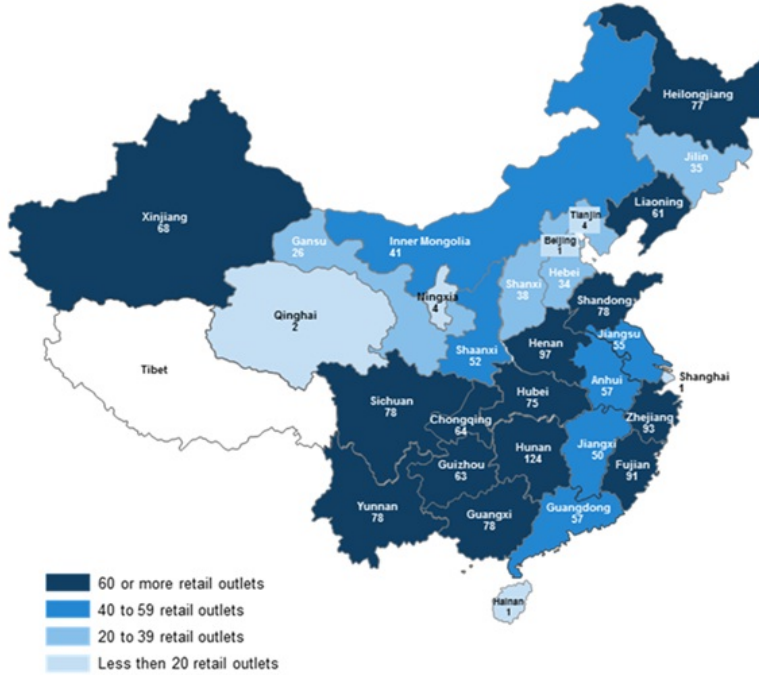 Heilongjiang
77
Jilin
35
Liaoning
61
Xinjiang
68
Tianjin
4
Beijing
1
Gansu
26
Inner Mongolia
41
Ningxia
4
Shanxi
38
Hebei
34
Qinghai
2
Shandong
78
Shaanxi
52
Henan
97
Jiangsu
55
Tibet
Anhui
57
Shanghai
1
Sichuan
78
Hubei
75
Chongqing
64
Zhejiang
93
Hunan
124
Jiangxi
50
Guizhou
63
Fujian
91
Yunnan
78
Guangxi
78
Guangdong
57
Hainan
1
60 or more retail outlets
40 to 59 retail outlets
20 to 39 retail outlets
Less then 20 retail outlets